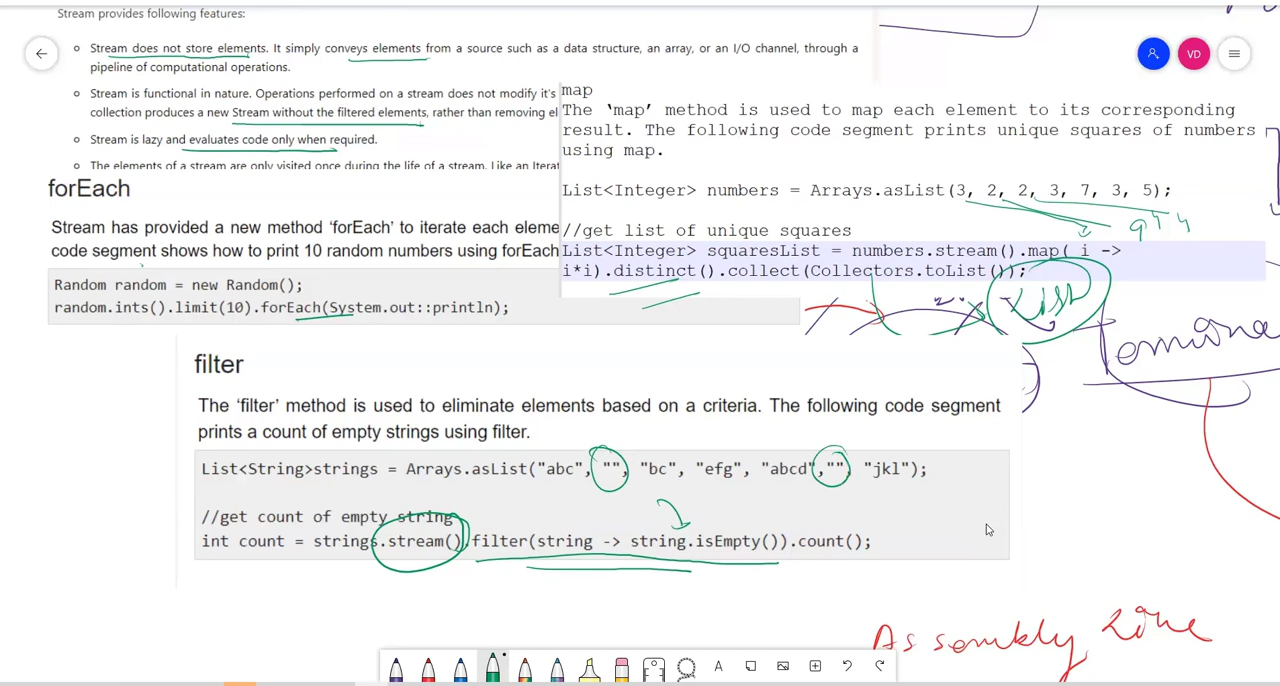 Stream provides following features:
Stream does not store elements. It simply conveys elements from a source such as a data structure, an array, or an I/O channel, through a
pipeline of computational operations.
Stream is functional in nature. Operations performed on a stream does not modify it's
collection produces a new Stream without the filtered elements, rather than removing el
Stream is lazy and evaluates code only when required.
The elements of a stream are only visited once during the life of a stream. Like an Iterat
VD
map
The ‘map’ method is used to map each element to its corresponding
result. The following code segment prints unique squares of numbers
using map.
List<Integer> numbers = Arrays.asList(3, 2, 2, 3, 7, 3, 5);
//get list of unique squares
List<Integer> squaresList = numbers.stream().map( i ->
i*i).distinct().collect(Collectors.toList());
9 4 4
List
forEach
Stream has provided a new method ‘forEach’ to iterate each eleme
code segment shows how to print 10 random numbers using forEach
Random random = new Random();
random.ints().limit(10).forEach(System.out::println);
filter
The ‘filter’ method is used to eliminate elements based on a criteria. The following code segment
prints a count of empty strings using filter.
List<String>strings = Arrays.asList("abc", "", "bc", "efg", "abcd","", "jkl");
//get count of empty string
int count = strings.stream().filter(string -> string.isEmpty()).count();
Assembly line
A